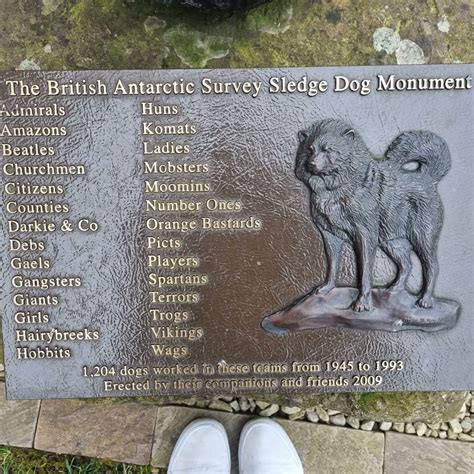 The British Antarctic Survey Sledge Dog Monument
Admirals
Amazons
Beatles
Churchmen
Citizens
Counties
Darkie & Co
Debs
Gaels
Gangsters
Giants
Girls
Hairybreeks
Hobbits
Huns
Komats
Ladies
Mobsters
Moomins
Number Ones
Orange Bastards
Picts
Players
Spartans
Terrors
Trogs
Vikings
Wags
1,204 dogs worked in these teams from 1945 to 1993
Erected by their companions and friends 2009